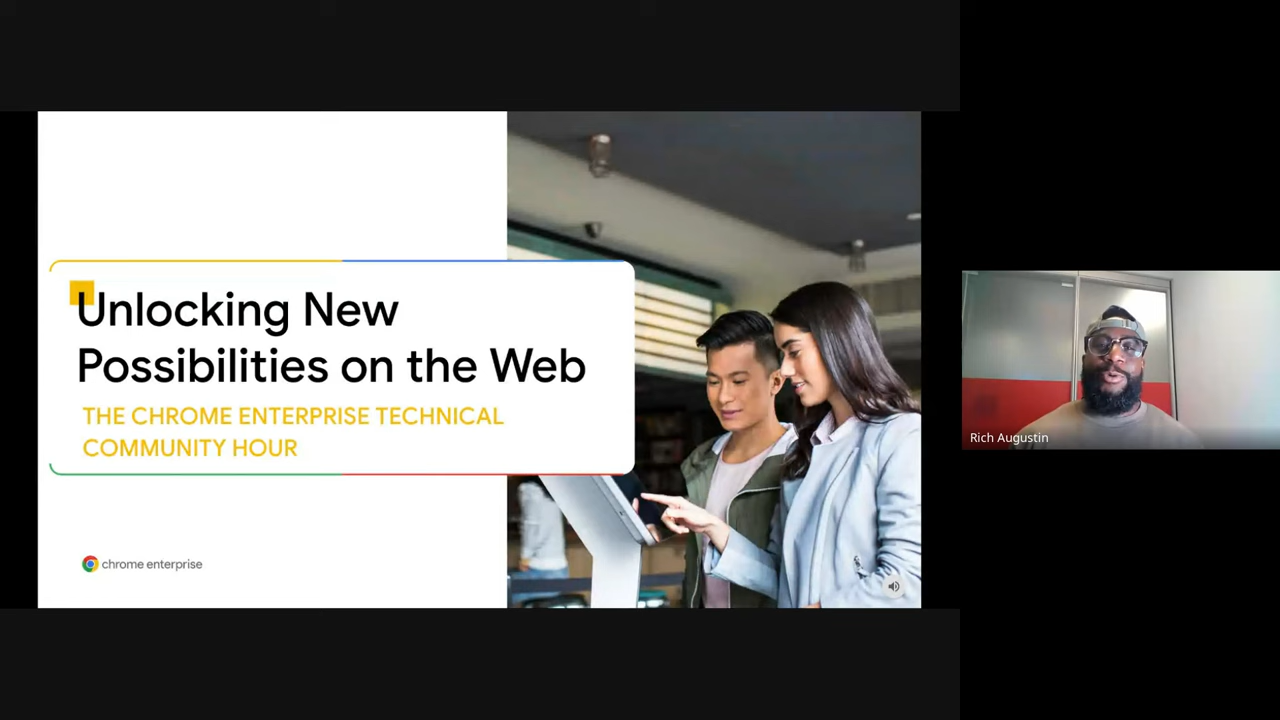 Unlocking New
Possibilities on the Web
THE CHROME ENTERPRISE TECHNICAL
COMMUNITY HOUR
chrome enterprise
Rich Augustin